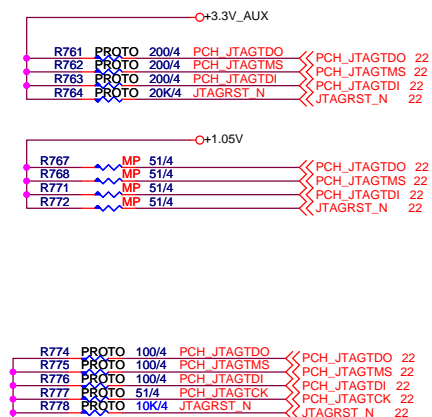 +3.3V_AUX
R761 PROTO 200/4 PCH_JTAGTDO PCH_JTAGTDO 22
R762 PROTO 200/4 PCH_JTAGTMS PCH_JTAGTMS 22
R763 PROTO 200/4 PCH_JTAGTDI PCH_JTAGTDI 22
R764 PROTO 20K/4 JTAGRST_N JTAGRST_N 22
+1.05V
R767 MP 51/4 PCH_JTAGTDO 22
R768 MP 51/4 PCH_JTAGTMS 22
R771 MP 51/4 PCH_JTAGTDI 22
R772 MP 51/4 JTAGRST_N 22
R774 PROTO 100/4 PCH_JTAGTDO PCH_JTAGTDO 22
R775 PROTO 100/4 PCH_JTAGTMS PCH_JTAGTMS 22
R776 PROTO 100/4 PCH_JTAGTDI PCH_JTAGTDI 22
R777 PROTO 51/4 PCH_JTAGTCK PCH_JTAGTCK 22
R778 PROTO 10K/4 JTAGRST_N JTAGRST_N 22